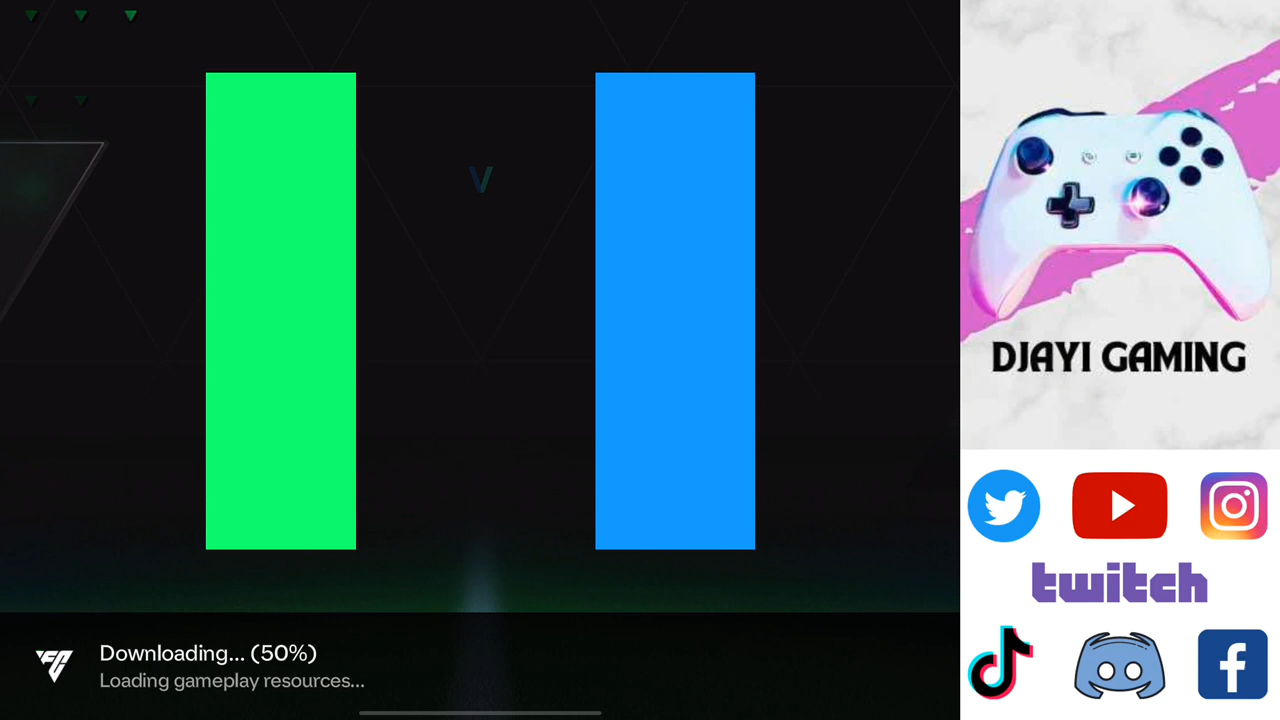 V
Downloading... (50%)
Loading gameplay resources...
DJAYI GAMING
twitch